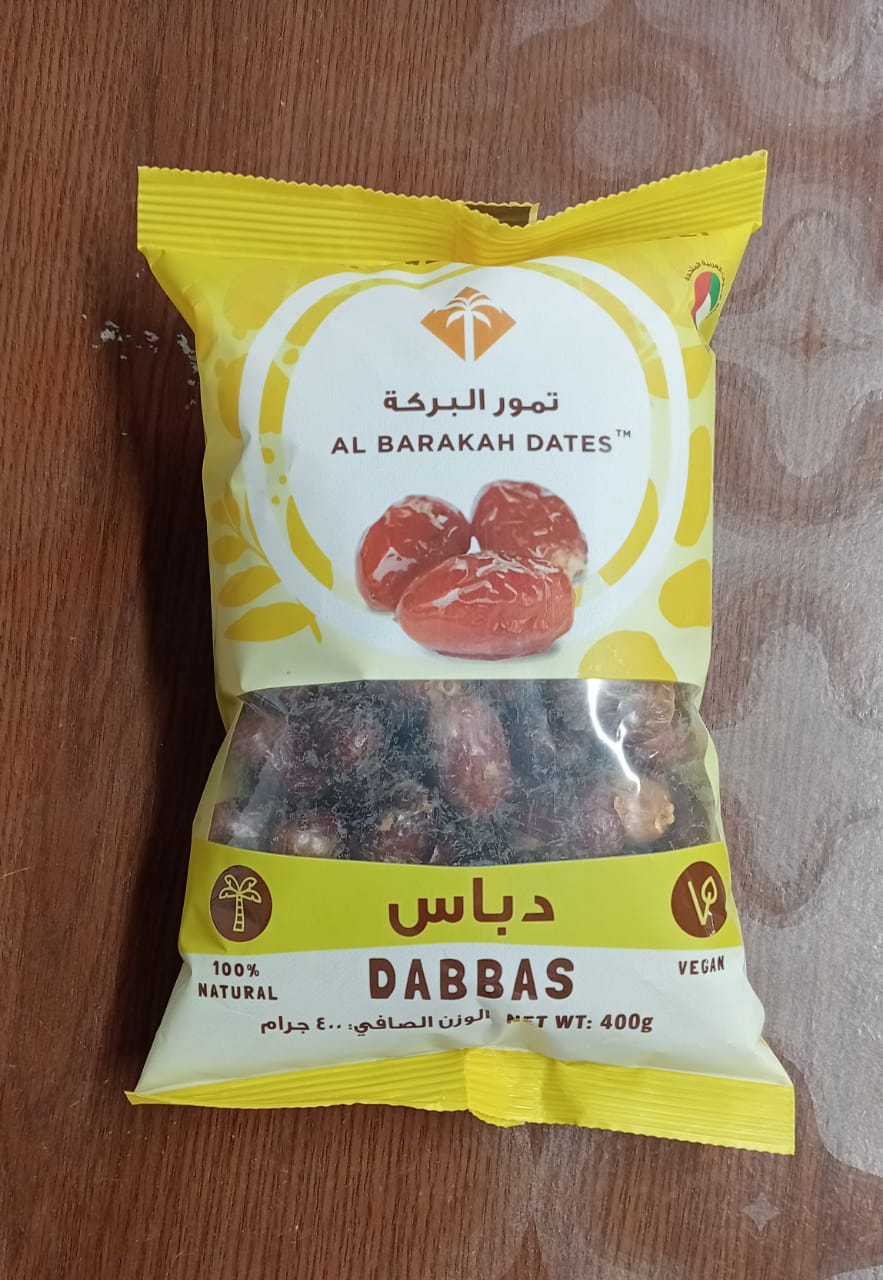 تمور البركة
AL BARAKAH DATES™
دباس
100%
NATURAL
DABBAS
VEGAN
الوزن الصافي: ٤٠٠ جرام NET WT: 400g